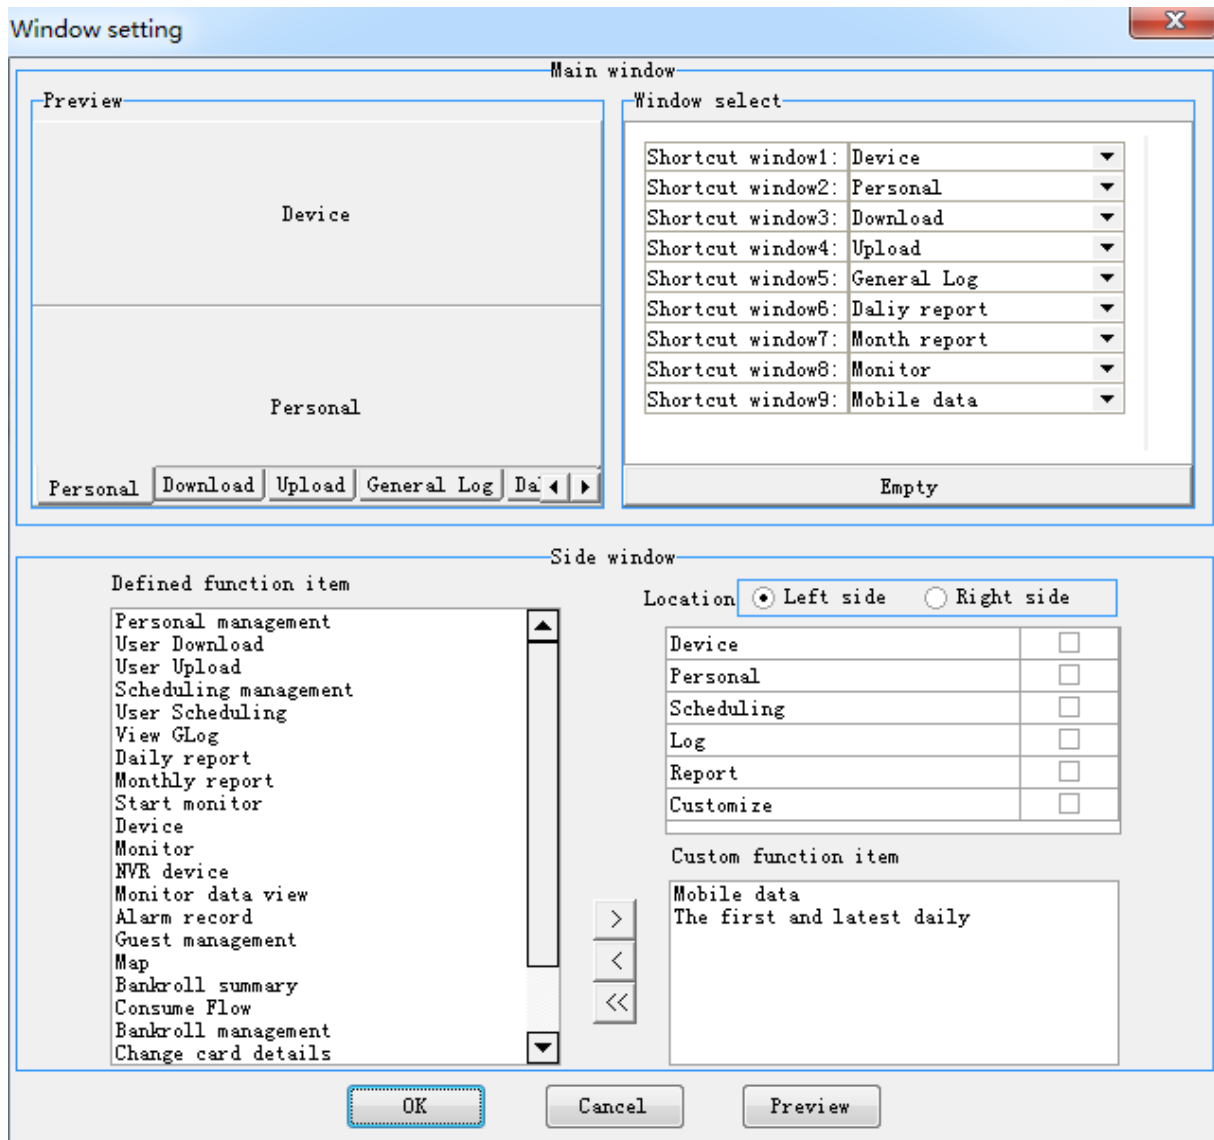 Window setting
Main window
Preview
Device
Personal
Personal Download Upload General Log Da
Window select
Shortcut window1: Device
Shortcut window2: Personal
Shortcut window3: Download
Shortcut window4: Upload
Shortcut window5: General Log
Shortcut window6: Daliy report
Shortcut window7: Month report
Shortcut window8: Monitor
Shortcut window9: Mobile data
Empty
Side window
Defined function item
Personal management
User Download
User Upload
Scheduling management
User Scheduling
View GLog
Daily report
Monthly report
Start monitor
Device
Monitor
NVR device
Monitor data view
Alarm record
Guest management
Map
Bankroll summary
Consume Flow
Bankroll management
Change card details
>
<
<<
Location Left side Right side
Device
Personal
Scheduling
Log
Report
Customize
Custom function item
Mobile data
The first and latest daily
OK Cancel Preview